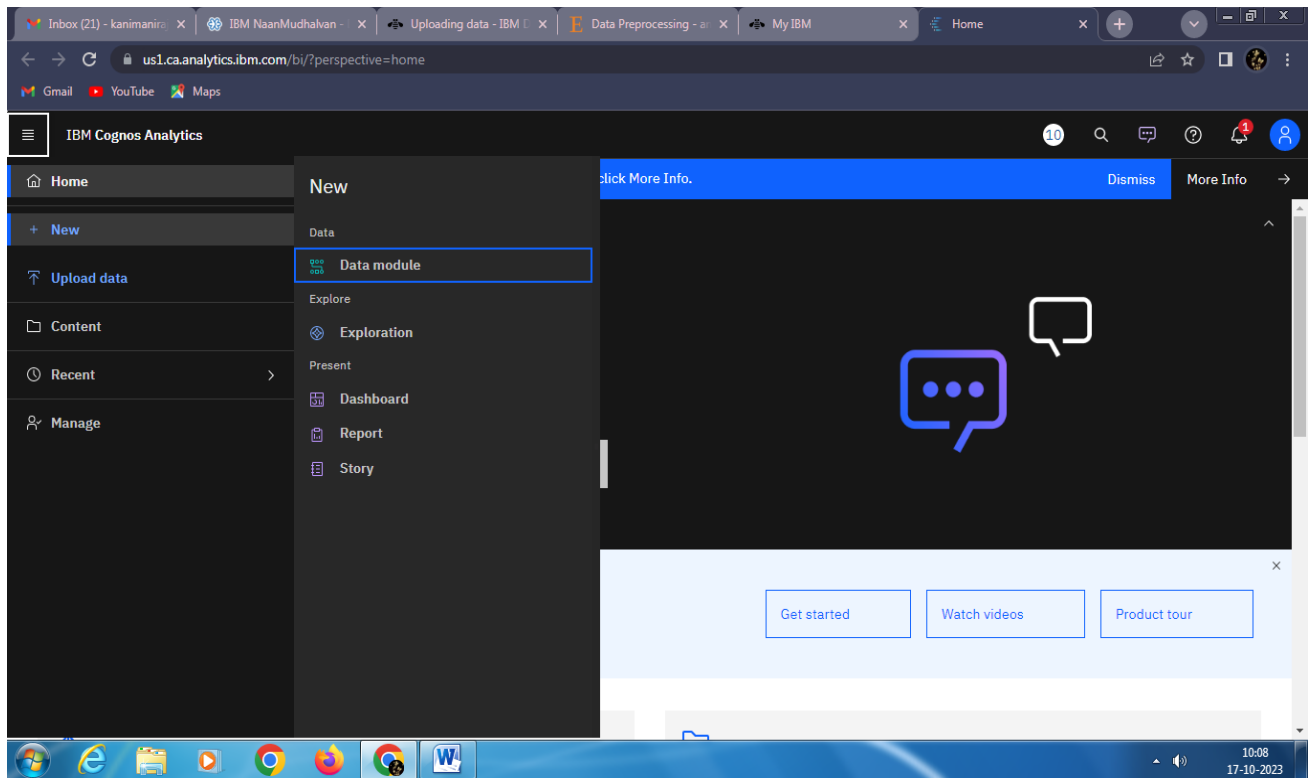 Inbox (21) - kanimanira
IBM NaanMudhalvan -
Uploading data - IBM D
Data Preprocessing - an
My IBM
Home
us1.ca.analytics.ibm.com/bi/?perspective=home
Gmail
YouTube
Maps
IBM Cognos Analytics
10
1
Home
New
click More Info.
Dismiss
More Info
+ New
Data
Upload data
Data module
Explore
Content
Exploration
Recent
Present
Dashboard
Manage
Report
Story
Get started
Watch videos
Product tour
10:08
17-10-2023